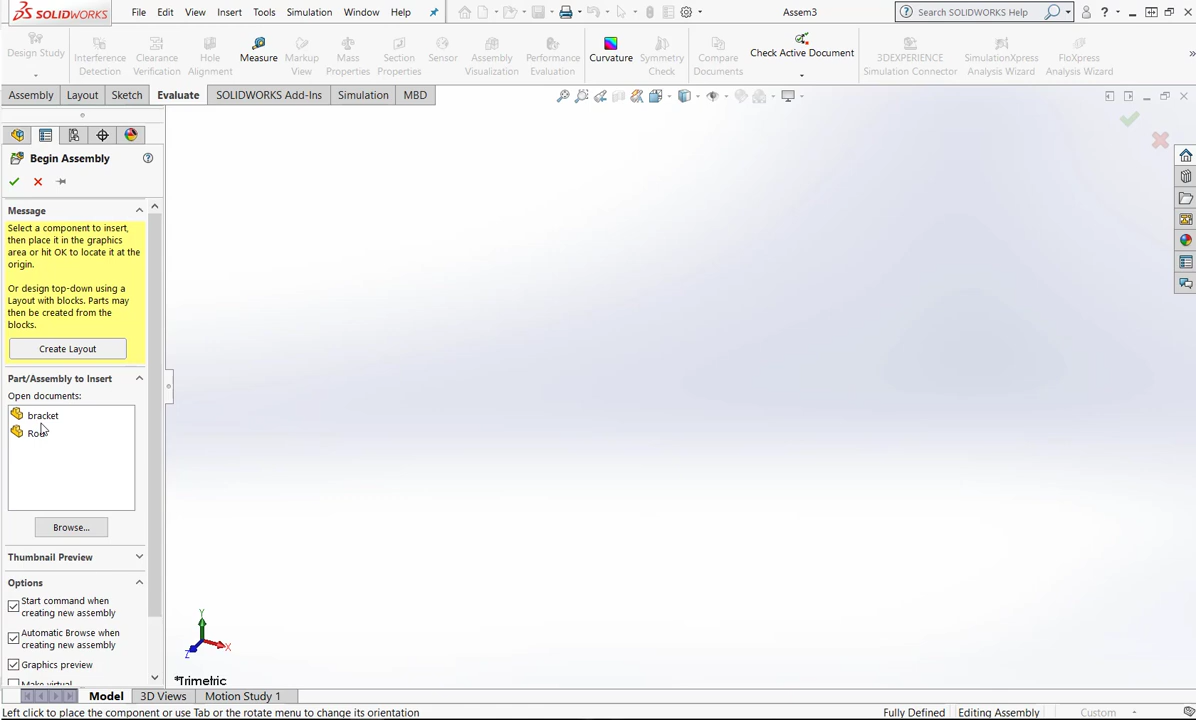 SOLIDWORKS
File Edit View Insert Tools Simulation Window Help
Assem3
Search SOLIDWORKS Help
?
Design Study
Interference
Detection
Clearance
Verification
Hole
Alignment
Measure
Markup
View
Mass
Properties
Section
Properties
Sensor
Assembly
Visualization
Performance
Evaluation
Curvature
Symmetry
Check
Compare
Documents
Check Active Document
3DEXPERIENCE
Simulation Connector
SimulationXpress
Analysis Wizard
FloXpress
Analysis Wizard
Assembly Layout Sketch Evaluate SOLIDWORKS Add-Ins Simulation MBD
Begin Assembly
?
Message
Select a component to insert,
then place it in the graphics
area or hit OK to locate it at the
origin.
Or design top-down using a
Layout with blocks. Parts may
then be created from the
blocks.
Create Layout
Part/Assembly to Insert
Open documents:
bracket
Browse...
Thumbnail Preview
Options
Start command when
creating new assembly
Automatic Browse when
creating new assembly
Graphics preview
Make virtual
Y
X
Z
*Trimetric
Model 3D Views Motion Study 1
Left click to place the component or use Tab or the rotate menu to change its orientation
Fully Defined Editing Assembly Custom